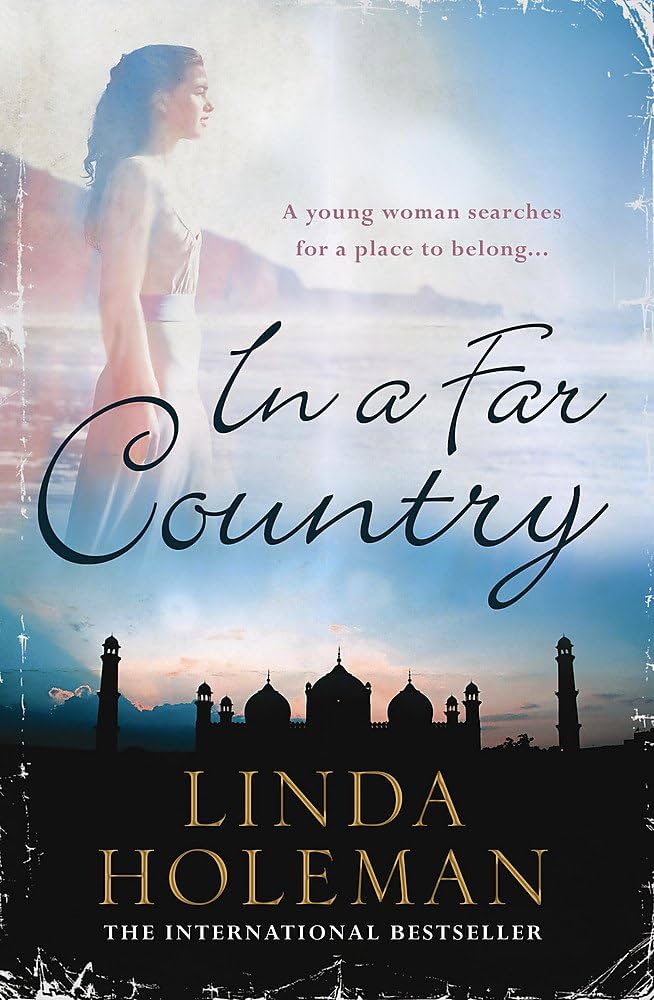 A young woman searches
for a place to belong...
In a Far
Country
LINDA
HOLEMAN
THE INTERNATIONAL BESTSELLER